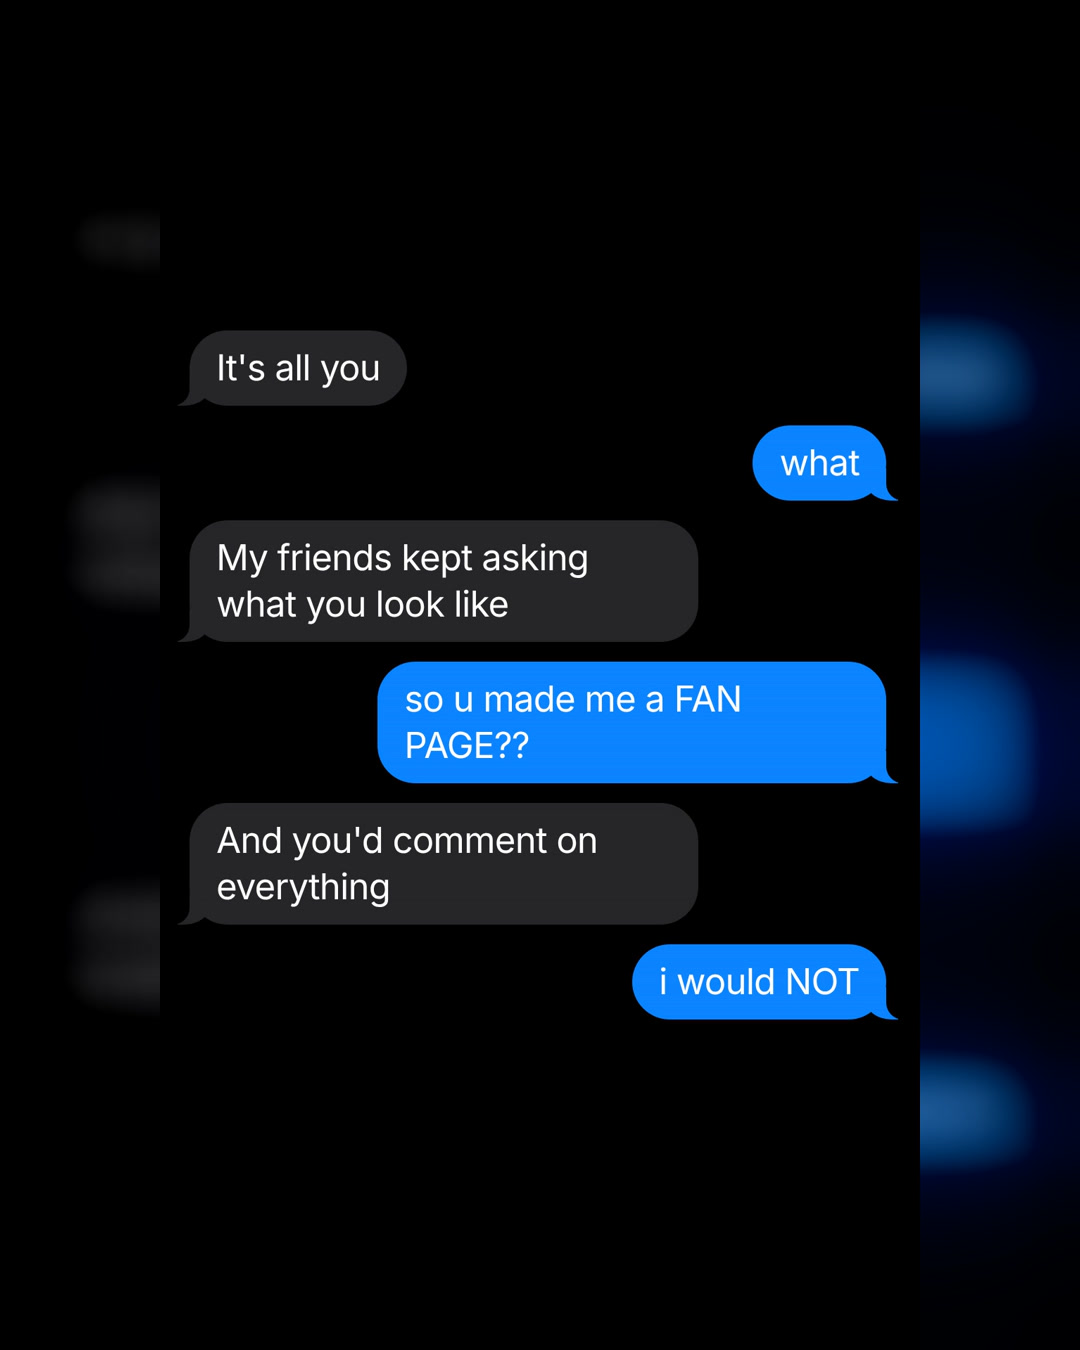 It's all you
what
My friends kept asking
what you look like
so u made me a FAN
PAGE??
And you'd comment on
everything
i would NOT